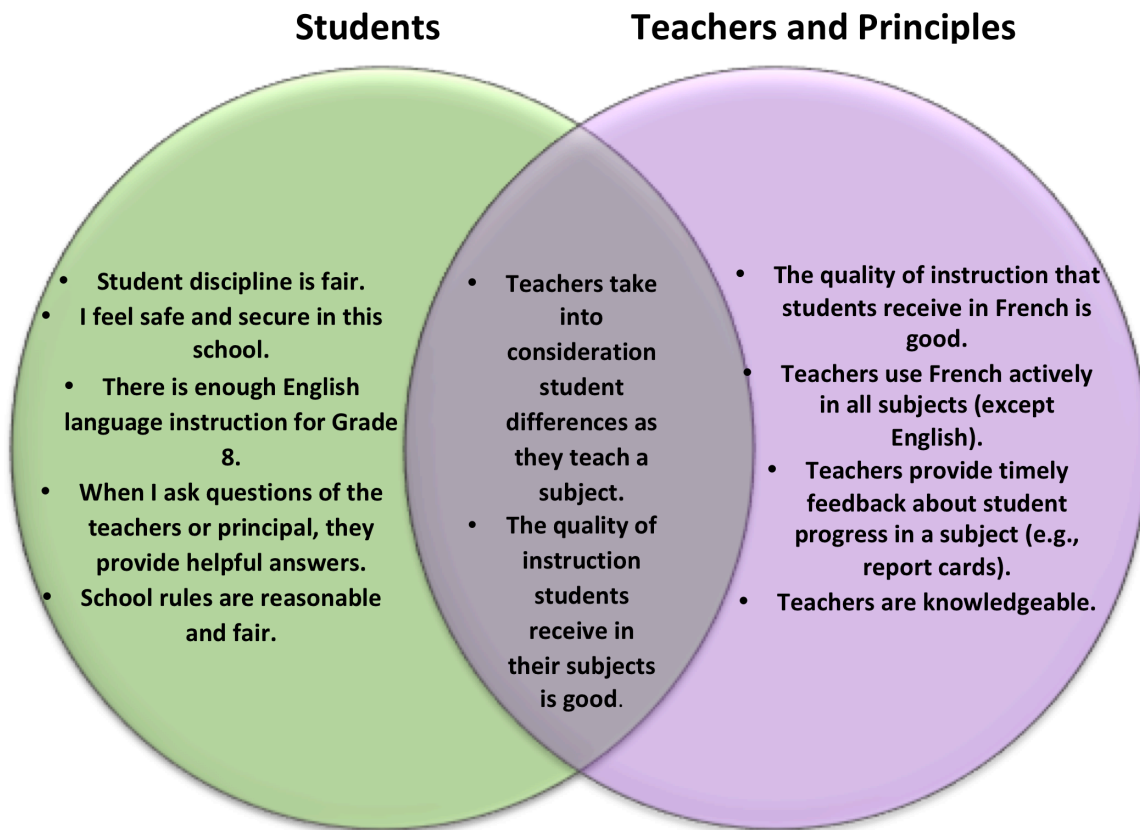 Students
Teachers and Principles
• Student discipline is fair.
• I feel safe and secure in this
school.
• There is enough English
language instruction for Grade
8.
• When I ask questions of the
teachers or principal, they
provide helpful answers.
• School rules are reasonable
and fair.
• Teachers take
into
consideration
student
differences as
they teach a
subject.
• The quality of
instruction
students
receive in
their subjects
is good.
• The quality of instruction that
students receive in French is
good.
• Teachers use French actively
in all subjects (except
English).
• Teachers provide timely
feedback about student
progress in a subject (e.g.,
report cards).
• Teachers are knowledgeable.